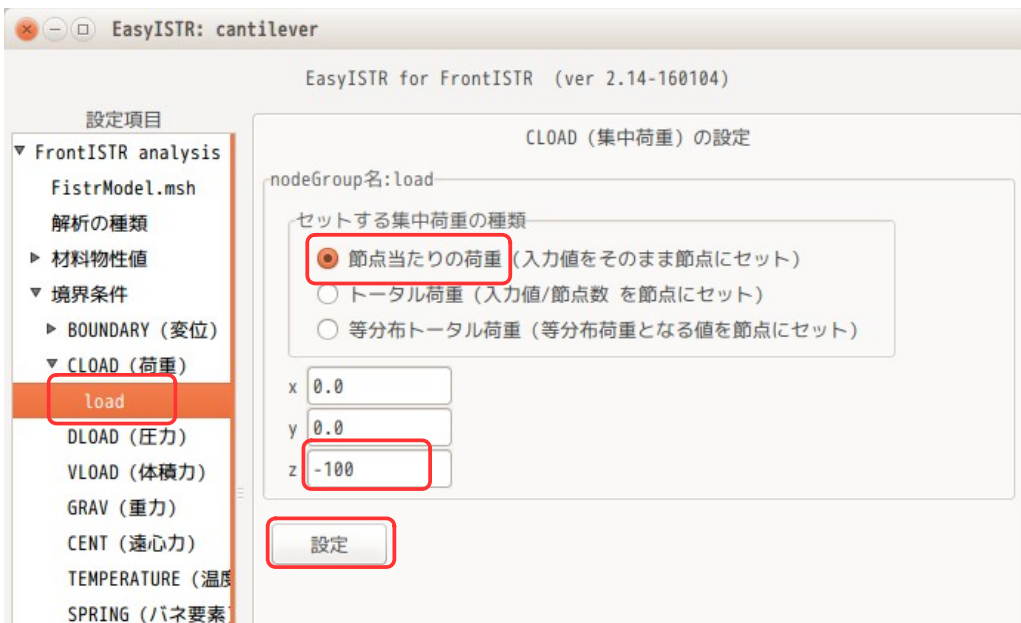 EasyISTR: cantilever
EasyISTR for FrontISTR (ver 2.14-160104)
設定項目
FrontISTR analysis
FistrModel.msh
解析の種類
材料物性値
境界条件
BOUNDARY (変位)
CLOAD (荷重)
load
DLOAD (圧力)
VLOAD (体積力)
GRAV (重力)
CENT (遠心力)
TEMPERATURE (温度
SPRING (バネ要素
CLOAD (集中荷重) の設定
nodeGroup名:load
セットする集中荷重の種類
節点当たりの荷重 (入力値をそのまま節点にセット)
トータル荷重 (入力値/節点数 を節点にセット)
等分布トータル荷重 (等分布荷重となる値を節点にセット)
x 0.0
y 0.0
z -100
設定